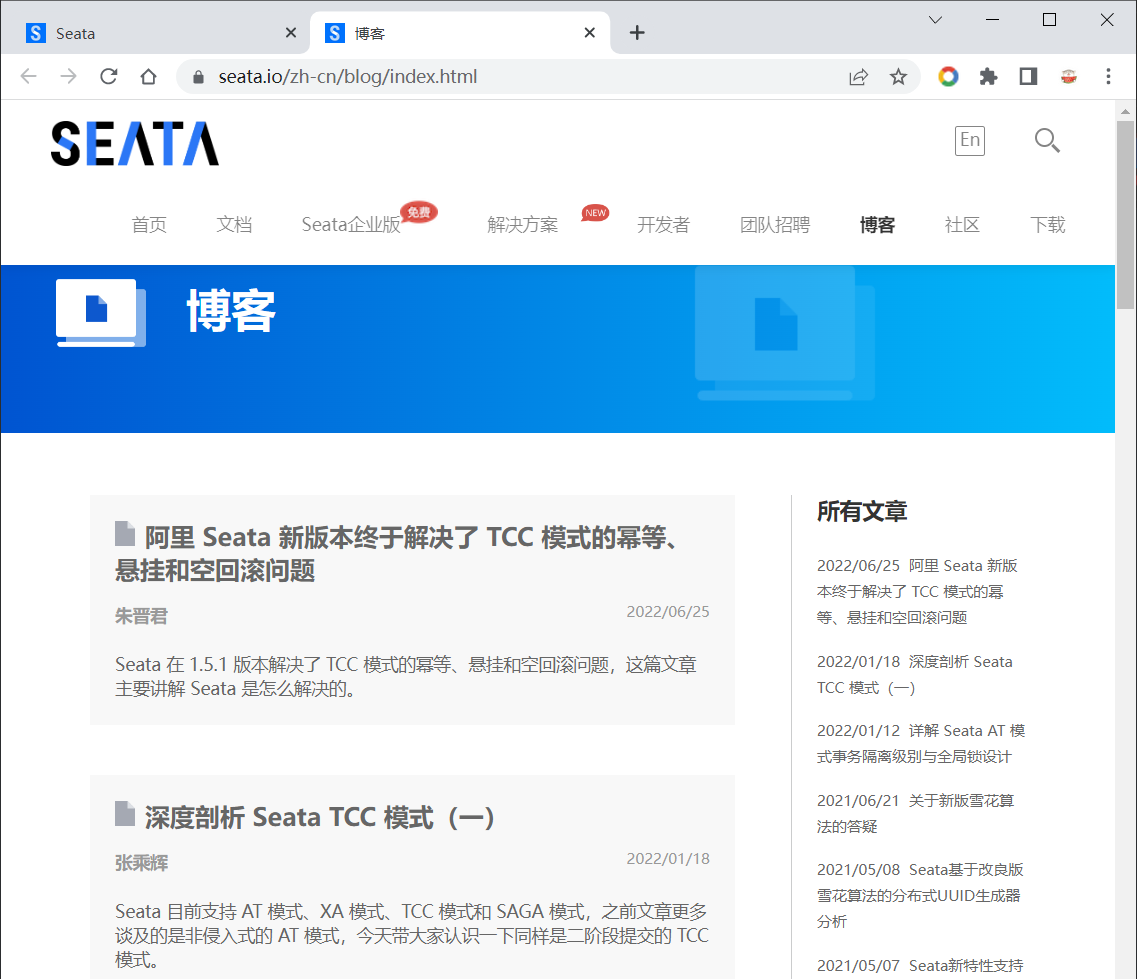 Seata
博客
seata.io/zh-cn/blog/index.html
SEATA
En
首页 文档 Seata企业版 免费 解决方案 NEW 开发者 团队招聘 博客 社区 下载
博客
阿里 Seata 新版本终于解决了 TCC 模式的幂等、
悬挂和空回滚问题
朱晋君 2022/06/25
Seata 在 1.5.1 版本解决了 TCC 模式的幂等、悬挂和空回滚问题，这篇文章
主要讲解 Seata 是怎么解决的。
深度剖析 Seata TCC 模式（一）
张乘辉 2022/01/18
Seata 目前支持 AT 模式、XA 模式、TCC 模式和 SAGA 模式，之前文章更多
谈及的是非侵入式的 AT 模式，今天带大家认识一下同样是二阶段提交的 TCC
模式。
所有文章
2022/06/25 阿里 Seata 新版
本终于解决了 TCC 模式的幂
等、悬挂和空回滚问题
2022/01/18 深度剖析 Seata
TCC 模式（一）
2022/01/12 详解 Seata AT 模
式事务隔离级别与全局锁设计
2021/06/21 关于新版雪花算
法的答疑
2021/05/08 Seata基于改良版
雪花算法的分布式UUID生成器
分析
2021/05/07 Seata新特性支持